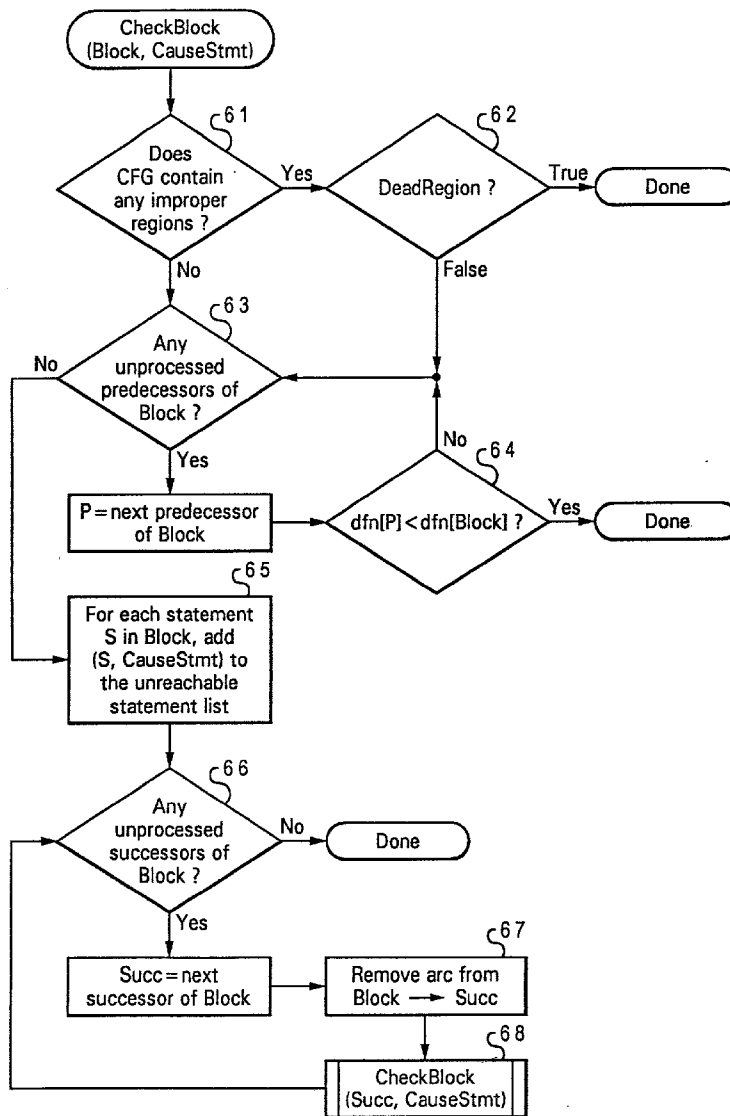 CheckBlock
(Block, CauseStmt)
61
Does
CFG contain
any improper
regions ?
Yes
No
62
DeadRegion ?
True
Done
False
63
Any
unprocessed
predecessors of
Block ?
No
Yes
P=next predecessor
of Block
64
dfn[P]<dfn[Block] ?
No
Yes
Done
65
For each statement
S in Block, add
(S, CauseStmt) to
the unreachable
statement list
66
Any
unprocessed
successors of
Block ?
No
Done
Yes
Succ=next
successor of Block
67
Remove arc from
Block → Succ
68
CheckBlock
(Succ, CauseStmt)